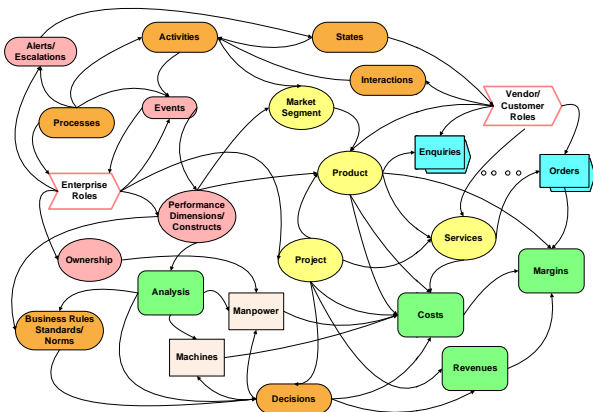 Alerts/
Escalations
Activities
States
Interactions
Market
Segment
Vendor/
Customer
Roles
Processes
Events
Enquiries
Orders
Enterprise
Roles
Product
Performance
Dimensions/
Constructs
Services
Ownership
Project
Margins
Analysis
Manpower
Costs
Business Rules
Standards/
Norms
Machines
Revenues
Decisions